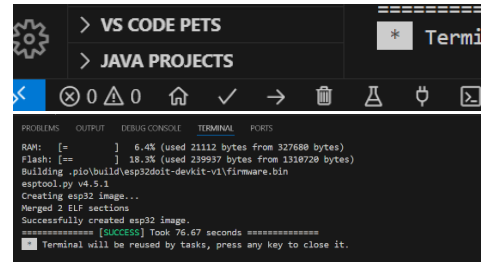 VS CODE PETS
JAVA PROJECTS
=====
* Termi
0 0
PROBLEMS OUTPUT DEBUG CONSOLE TERMINAL PORTS
RAM: [= ] 6.4% (used 21112 bytes from 327680 bytes)
Flash: [== ] 18.3% (used 239937 bytes from 1310720 bytes)
Building .pio\build\esp32doit-devkit-v1\firmware.bin
esptool.py v4.5.1
Creating esp32 image...
Merged 2 ELF sections
Successfully created esp32 image.
============== [SUCCESS] Took 76.67 seconds ==============
* Terminal will be reused by tasks, press any key to close it.